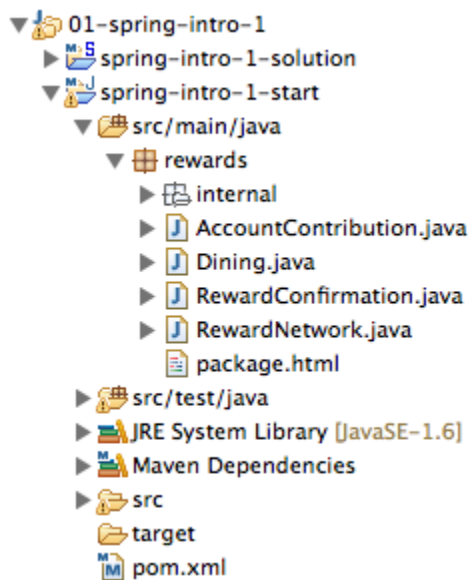 01-spring-intro-1
spring-intro-1-solution
spring-intro-1-start
src/main/java
rewards
internal
AccountContribution.java
Dining.java
RewardConfirmation.java
RewardNetwork.java
package.html
src/test/java
JRE System Library [JavaSE-1.6]
Maven Dependencies
src
target
pom.xml